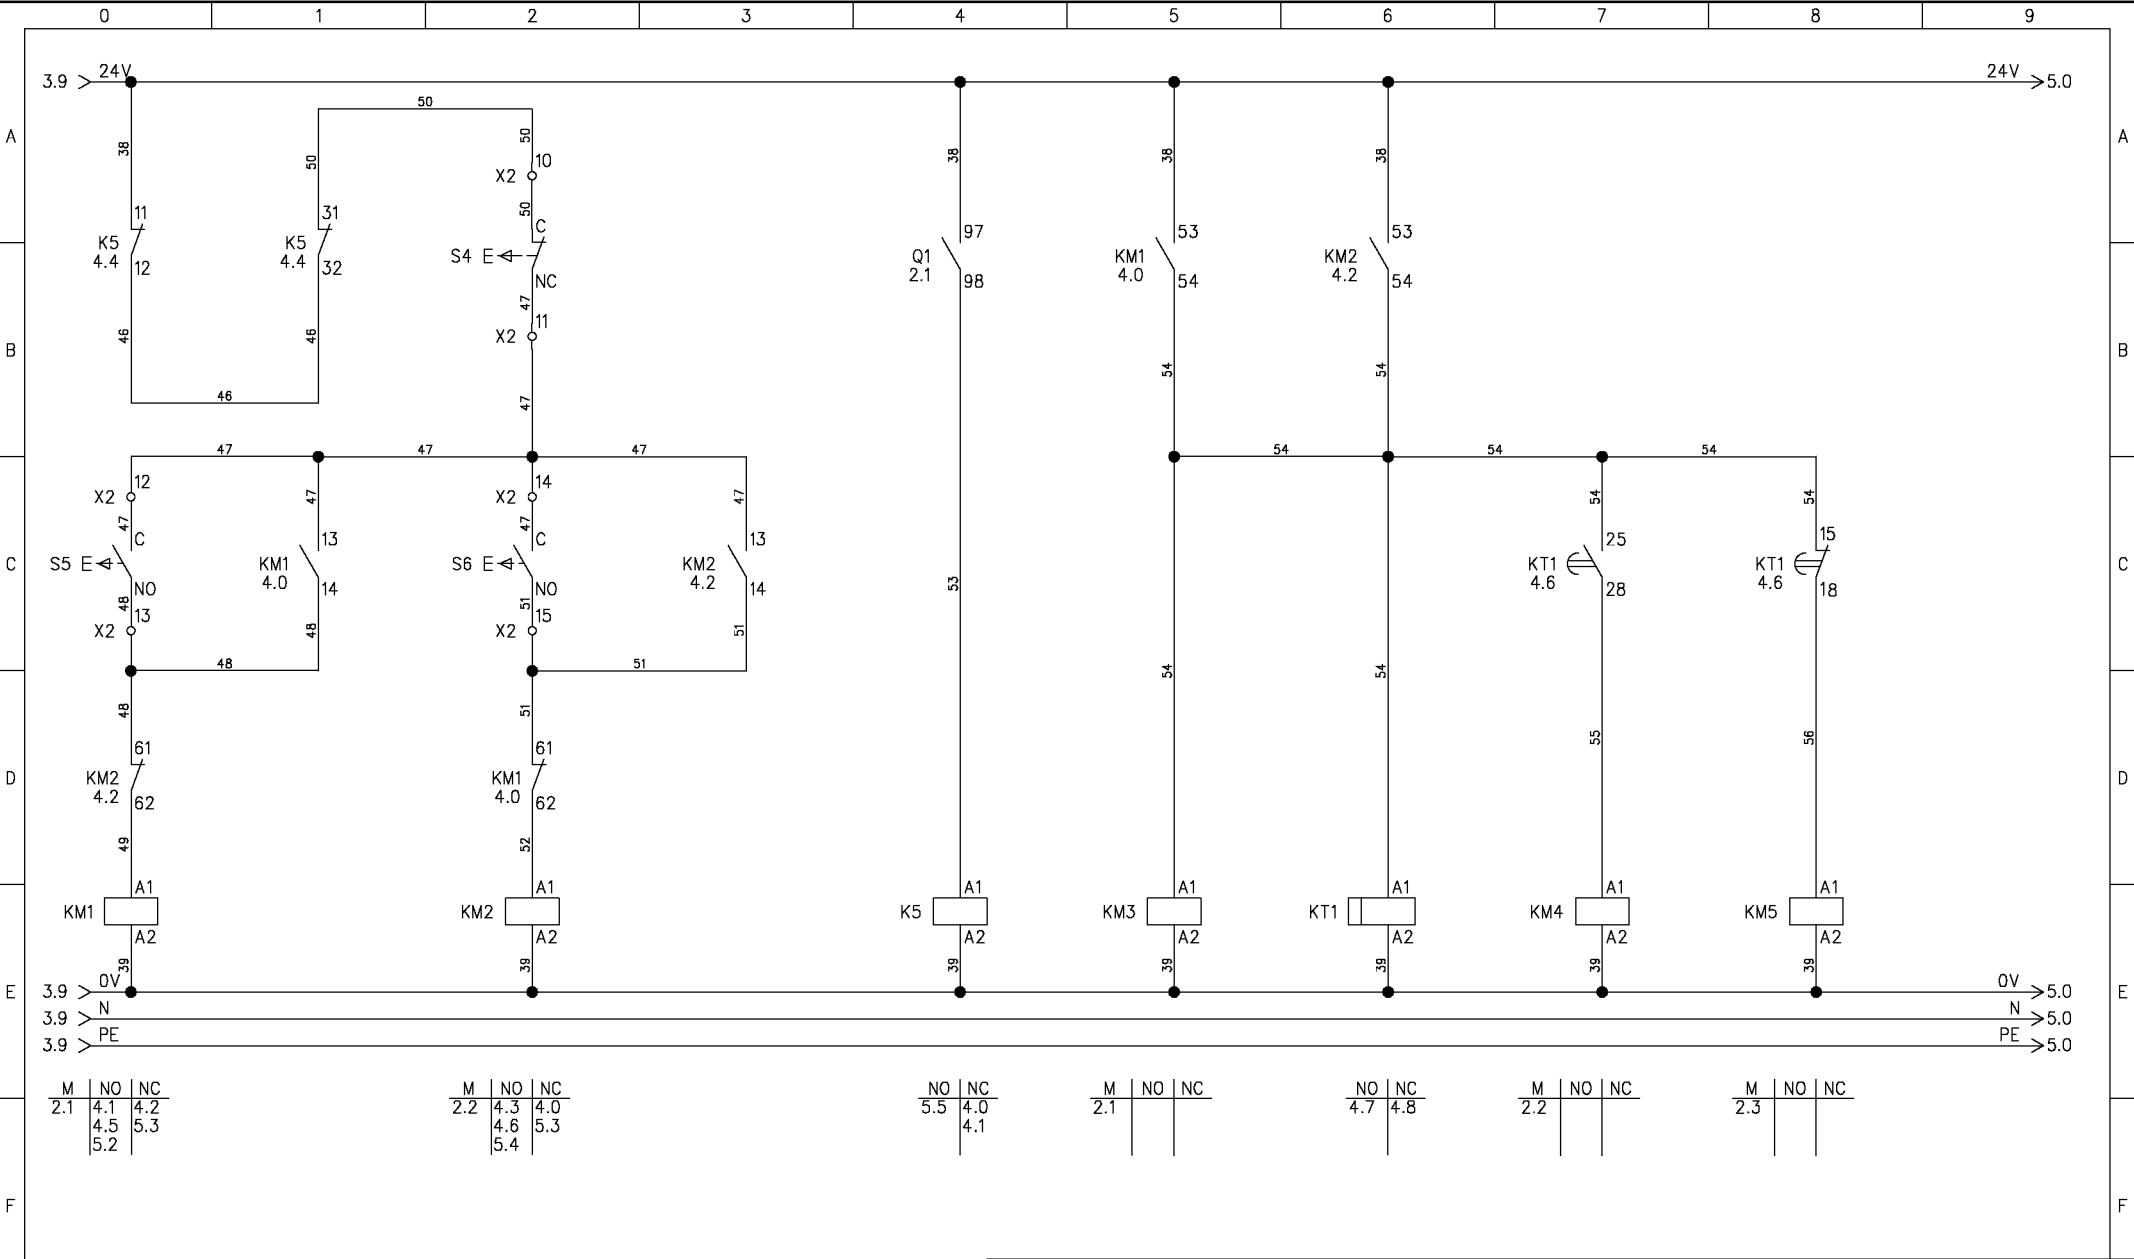 0 1 2 3 4 5 6 7 8 9
3.9 24V 24V 5.0
50
A 38 50 50 38 38 38 A
10
X2
50
11 31 C 97 53 53
K5 K5 S4 E Q1 KM1 KM2
4.4 4.4 2.1 4.0 4.2
12 32 NC 98 54 54
47
11
46 46 X2
B 54 54 B
46 47
47 47 47 54 54 54
12 14
X2 47 X2 47 54 54
47 47
C 13 C 13 25 15
C S5 E KM1 S6 E KM2 KT1 KT1 C
4.0 4.2 4.6 4.6
NO 14 NO 14 53 28 18
48 51
13 15
X2 48 X2 51
48 51 54 54
48 51
61 61 55 56
D KM2 KM1 D
4.2 4.0
62 62
49 52
A1 A1 A1 A1 A1 A1 A1
KM1 KM2 K5 KM3 KT1 KM4 KM5
A2 A2 A2 A2 A2 A2 A2
39 39 39 39 39 39 39
E 3.9 0V 0V 5.0 E
3.9 N N 5.0
3.9 PE PE 5.0
M NO NC M NO NC NO NC M NO NC NO NC M NO NC M NO NC
2.1 4.1 4.2 2.2 4.3 4.0 5.5 4.0 2.1 4.7 4.8 2.2 2.3
4.5 5.3 4.6 5.3 4.1
5.2 5.4
F F